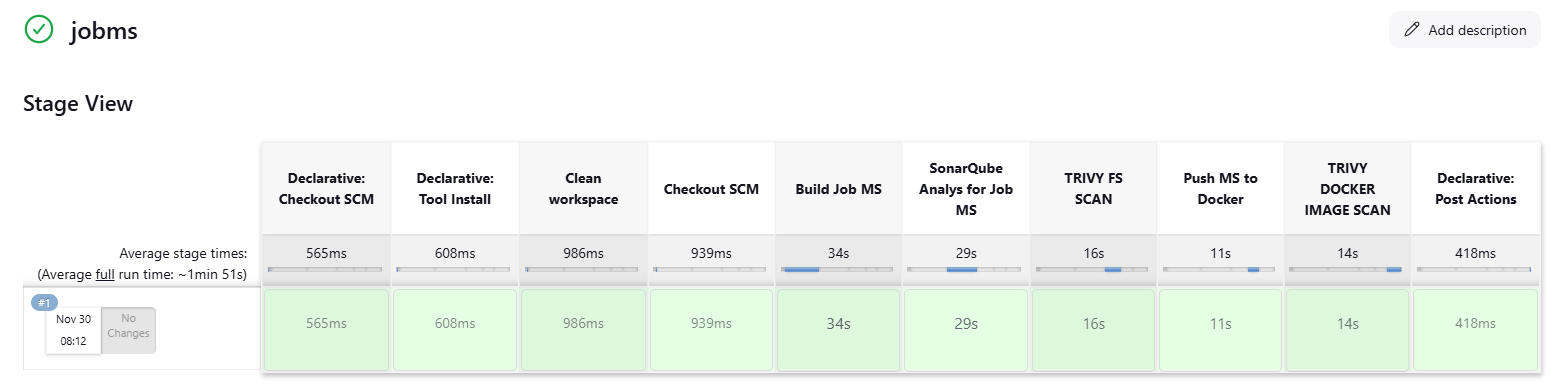 jobms
Add description
Stage View
Declarative:
Checkout SCM
Declarative:
Tool Install
Clean
workspace
Checkout SCM
Build Job MS
SonarQube
Analys for Job
MS
TRIVY FS
SCAN
Push MS to
Docker
TRIVY
DOCKER
IMAGE SCAN
Declarative:
Post Actions
Average stage times:
(Average full run time: ~1min 51s)
565ms
608ms
986ms
939ms
34s
29s
16s
11s
14s
418ms
#1
Nov 30
08:12
No
Changes
565ms
608ms
986ms
939ms
34s
29s
16s
11s
14s
418ms